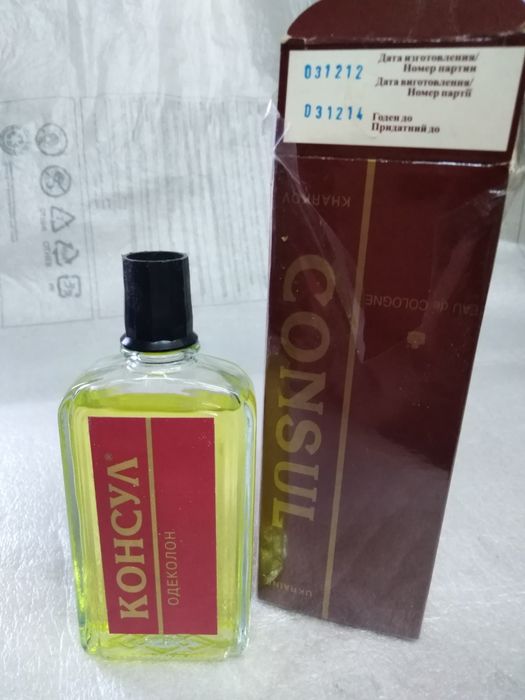 031212
Дата изготовления/
Номер партии
Дата виготовлення/
Номер партії
031214
Годен до
Придатний до
KHARKOV
CONSUL
EAU de COLOGNE
UKRAINE
КОНСУЛ®
ОДЕКОЛОН